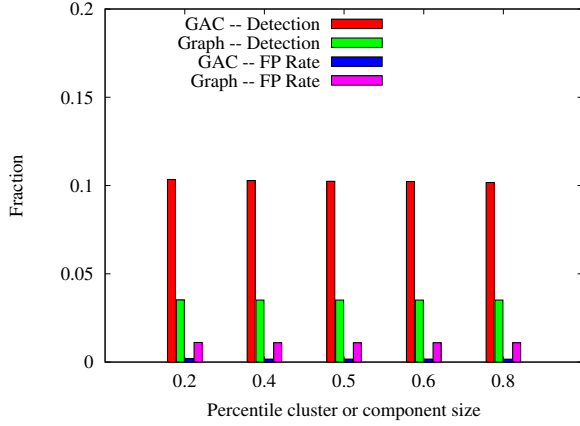 GAC -- Detection
Graph -- Detection
GAC -- FP Rate
Graph -- FP Rate
0.2
0.15
0.1
0.05
0
Fraction
0.2 0.4 0.5 0.6 0.8
Percentile cluster or component size